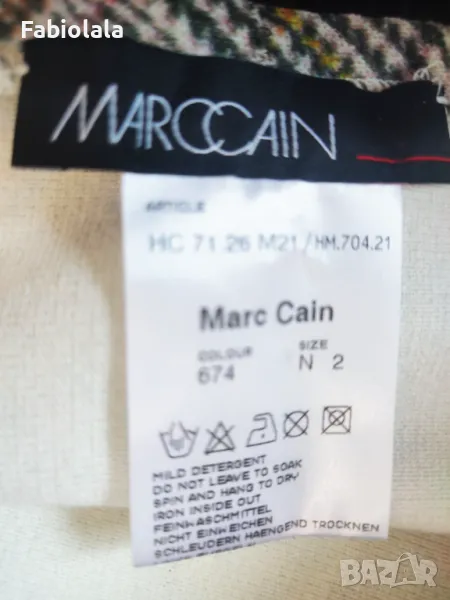 Fabiolala
MARCCAIN
ARTICLE
HC 71.26 M21/HM.704.21
Marc Cain
COLOUR SIZE
674 N 2
MILD DETERGENT
DO NOT LEAVE TO SOAK
SPIN AND HANG TO DRY
IRON INSIDE OUT
FEINWASCHMITTEL
NICHT EINWEICHEN
SCHLEUDERN HAENGEND TROCKNEN
bazar